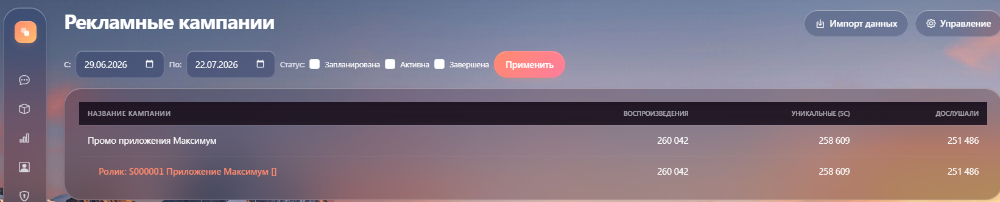 Рекламные кампании
Импорт данных
Управление
С: 29.06.2026 По: 22.07.2026 Статус: Запланирована Активна Завершена Применить
НАЗВАНИЕ КАМПАНИИ ВОСПРОИЗВЕДЕНИЯ УНИКАЛЬНЫЕ (5С) ДОСЛУШАЛИ
Промо приложения Максимум 260 042 258 609 251 486
Ролик: S000001 Приложение Максимум [] 260 042 258 609 251 486